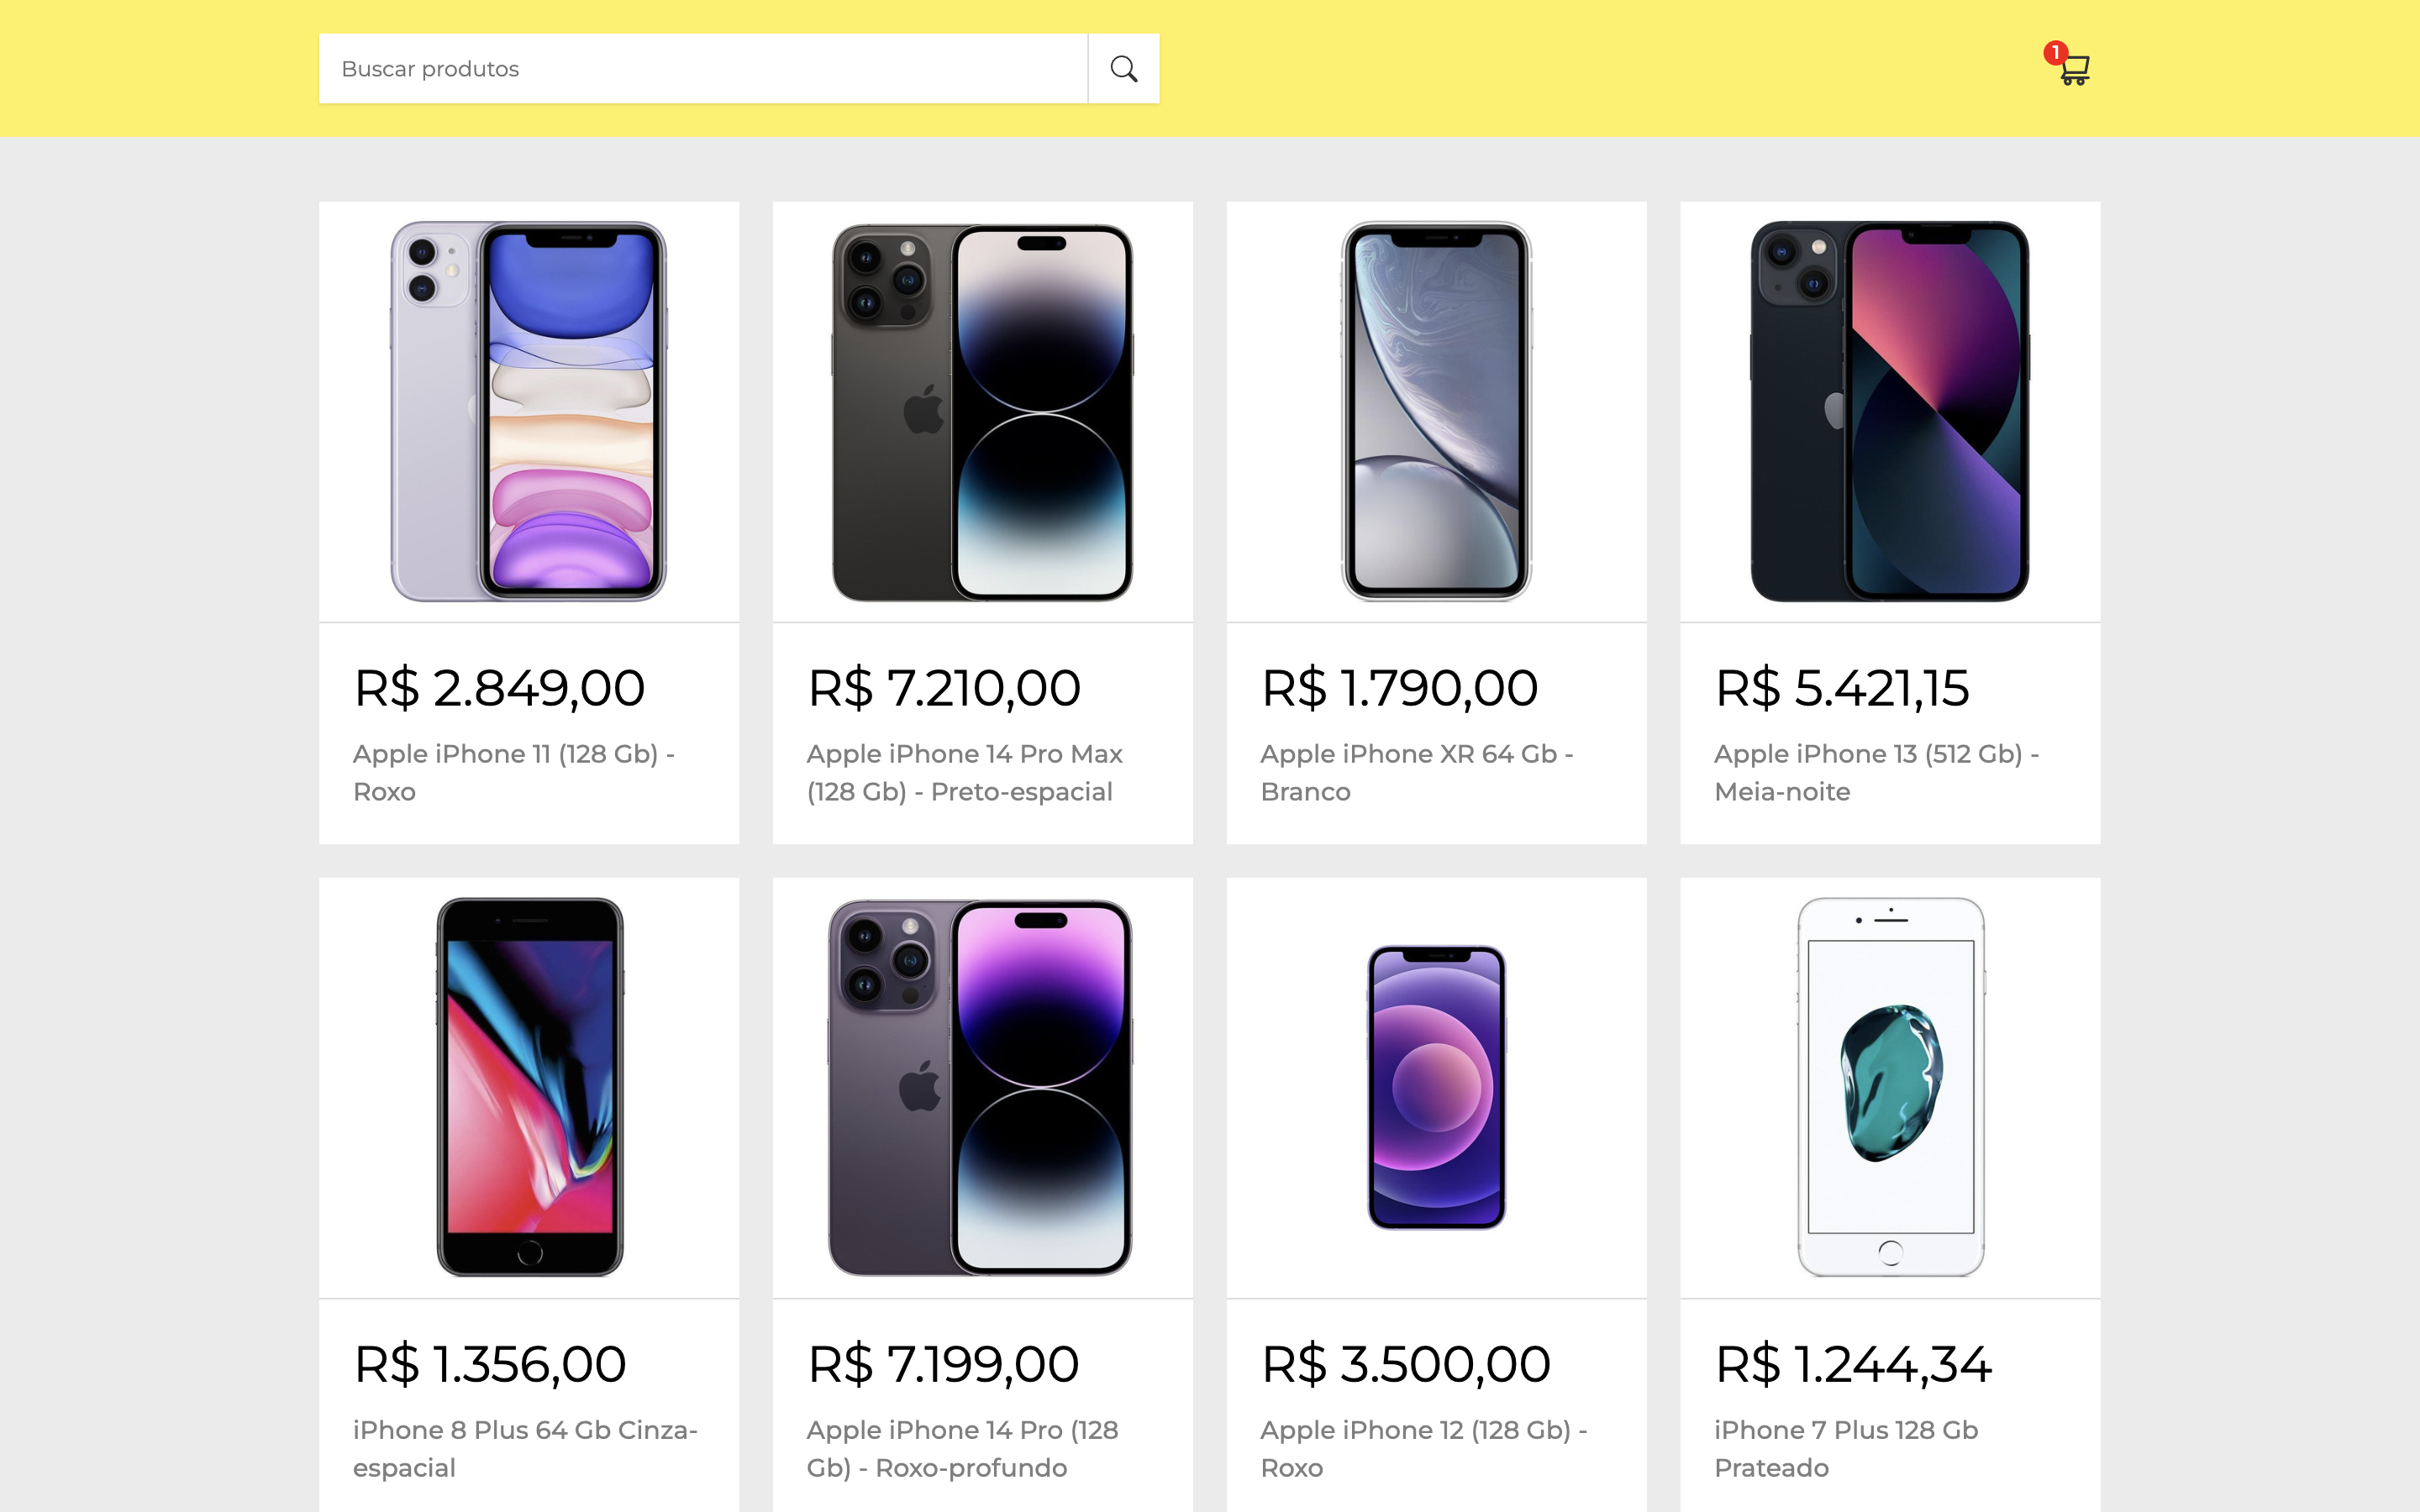 Buscar produtos
1
R$ 2.849,00
Apple iPhone 11 (128 Gb) -
Roxo
R$ 7.210,00
Apple iPhone 14 Pro Max
(128 Gb) - Preto-espacial
R$ 1.790,00
Apple iPhone XR 64 Gb -
Branco
R$ 5.421,15
Apple iPhone 13 (512 Gb) -
Meia-noite
R$ 1.356,00
iPhone 8 Plus 64 Gb Cinza-
espacial
R$ 7.199,00
Apple iPhone 14 Pro (128
Gb) - Roxo-profundo
R$ 3.500,00
Apple iPhone 12 (128 Gb) -
Roxo
R$ 1.244,34
iPhone 7 Plus 128 Gb
Prateado